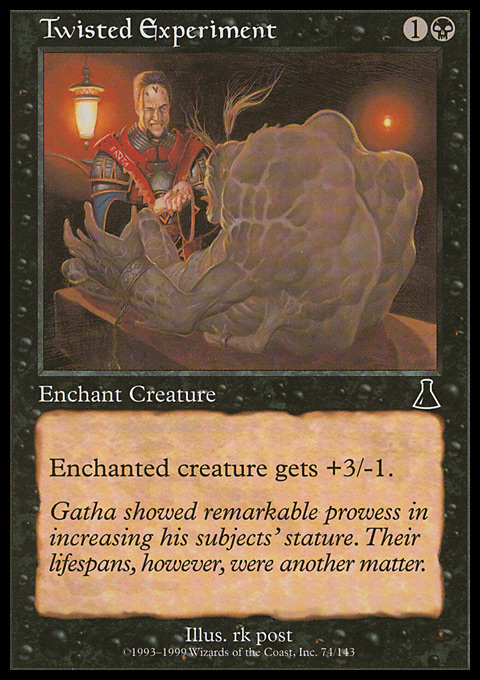 Twisted Experiment 1
Enchant Creature
Enchanted creature gets +3/-1.
Gatha showed remarkable prowess in
increasing his subjects' stature. Their
lifespans, however, were another matter.
Illus. rk post
©1993–1999 Wizards of the Coast, Inc. 74/143